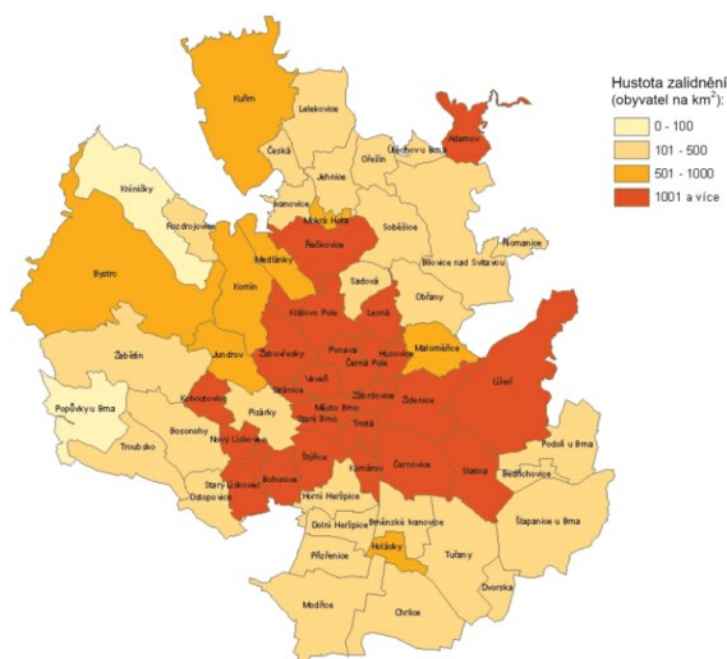 Hustota zalidnění
(obyvatel na km²):
0 - 100
101 - 500
501 - 1000
1001 a více
Kuřim
Lelekovice
Adamov
Česká
Ořešín
Útěchov u Brna
Jehnice
Kníničky
Ivanovice
Rozdrojovice
Mokrá Hora
Soběšice
Řečkovice
Bystrc
Medlánky
Bílovice nad Svitavou
Komín
Sadová
Obřany
Královo Pole
Lesná
Jundrov
Žabovřesky
Ponava
Husovice
Maloměřice
Žebětín
Černá Pole
Líšeň
Veveří
Stránice
Kohoutovice
Zábrdovice
Židenice
Popůvky u Brna
Pisárky
Město Brno
Staré Brno
Trnitá
Bosonohy
Nový Lískovec
Podolí u Brna
Troubsko
Štýřice
Komárov
Černovice
Slatina
Bedřichovice
Starý Lískovec
Bohunice
Ostopovice
Horní Heršpice
Šlapanice u Brna
Dolní Heršpice
Brněnské Ivanovice
Přízřenice
Holásky
Tuřany
Dvorska
Modřice
Chrlice